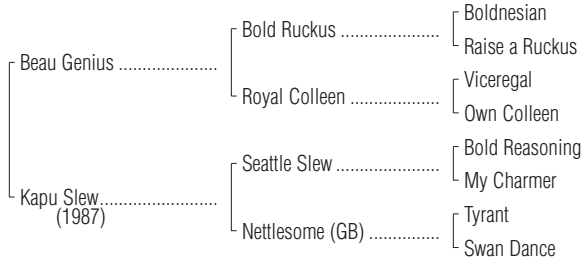 Boldnesian
Bold Ruckus ....................
Raise a Ruckus
Beau Genius ....................
Viceregal
Royal Colleen ..................
Own Colleen
Bold Reasoning
Seattle Slew ....................
My Charmer
Kapu Slew........................
(1987)
Tyrant
Nettlesome (GB) ..............
Swan Dance